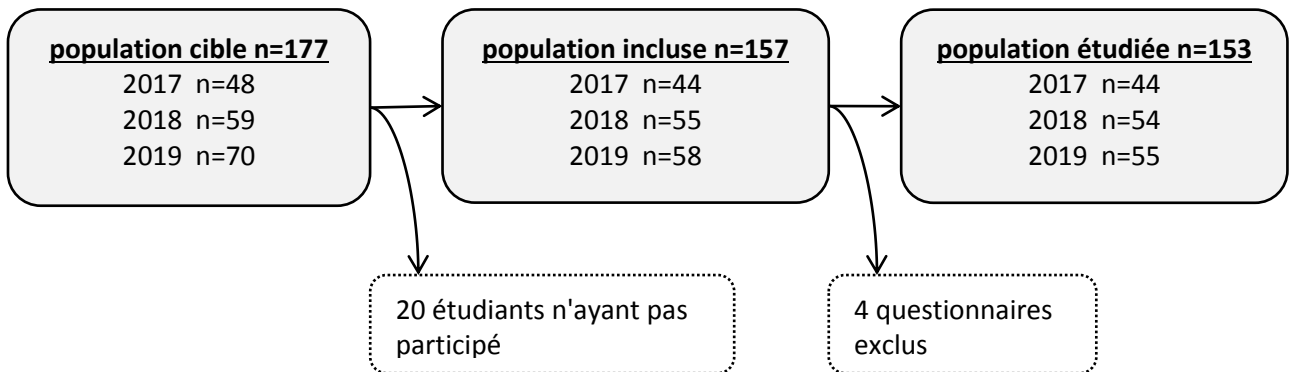 population cible n=177
2017 n=48
2018 n=59
2019 n=70
population incluse n=157
2017 n=44
2018 n=55
2019 n=58
population étudiée n=153
2017 n=44
2018 n=54
2019 n=55
20 étudiants n'ayant pas
participé
4 questionnaires
exclus